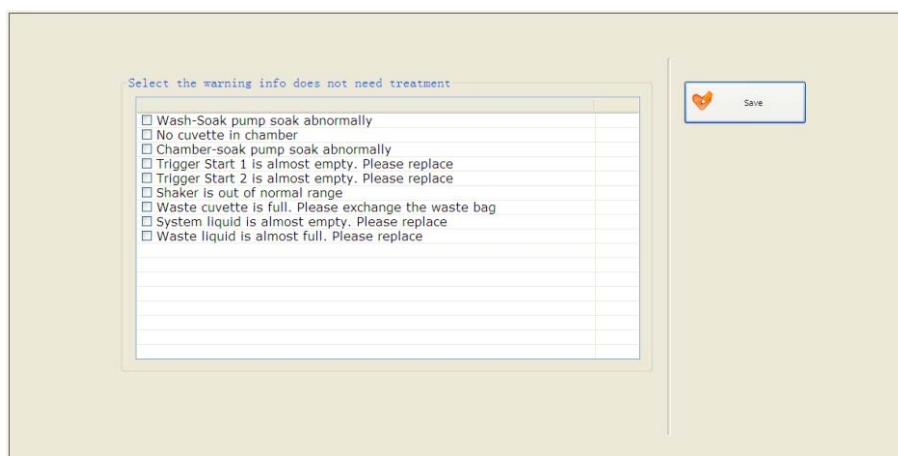 Select the warning info does not need treatment
Save
Wash-Soak pump soak abnormally
No cuvette in chamber
Chamber-soak pump soak abnormally
Trigger Start 1 is almost empty. Please replace
Trigger Start 2 is almost empty. Please replace
Shaker is out of normal range
Waste cuvette is full. Please exchange the waste bag
System liquid is almost empty. Please replace
Waste liquid is almost full. Please replace